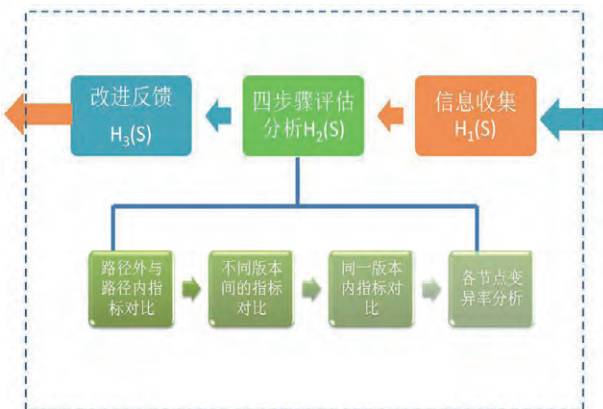 改进反馈
H₃(S)
四步骤评估
分析H₂(S)
信息收集
H₁(S)
路径外与
路径内指
标对比
不同版本
间的指标
对比
同一版本
内指标对
比
各节点变
异率分析